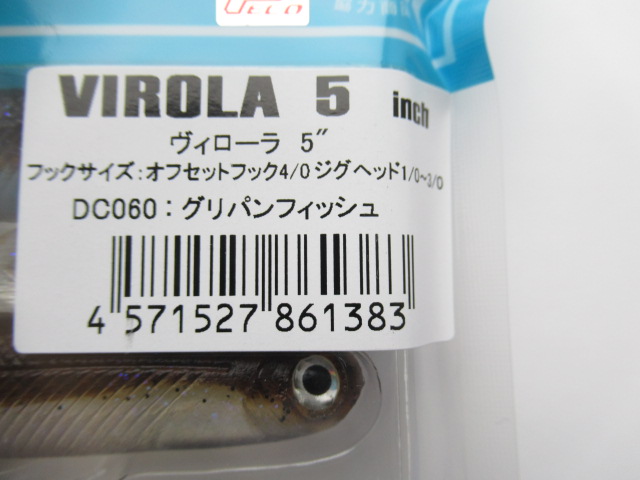 VIROLA 5 inch
ヴィローラ 5″
フックサイズ:オフセットフック4/0 ジグヘッド1/0~3/0
DC060:グリパンフィッシュ
4 571527 861383